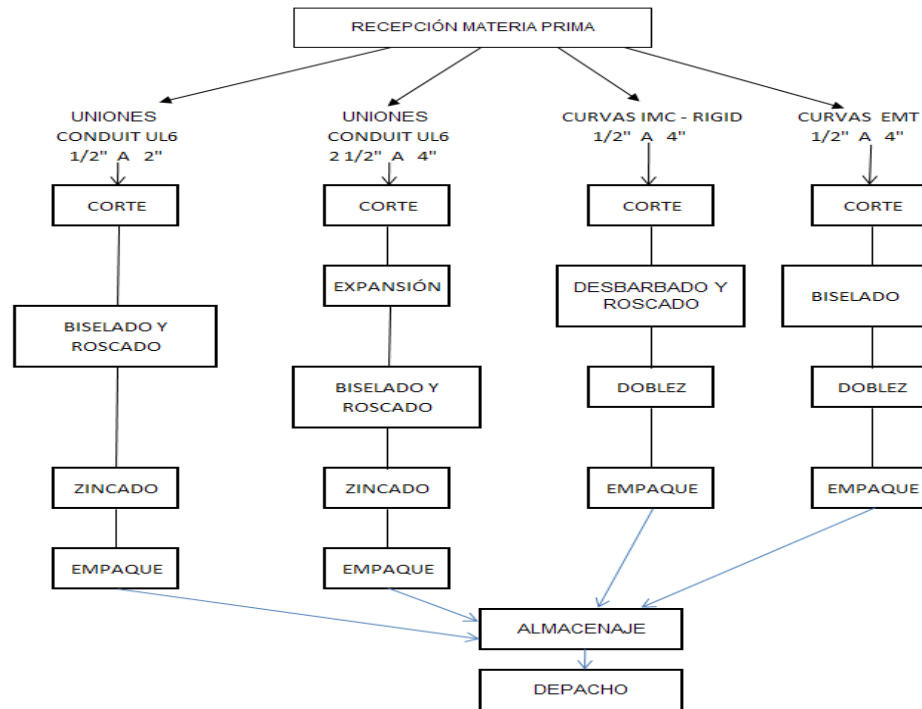 RECEPCIÓN MATERIA PRIMA
UNIONES
CONDUIT UL6
1/2" A 2"
CORTE
BISELADO Y
ROSCADO
ZINCADO
EMPAQUE
UNIONES
CONDUIT UL6
2 1/2" A 4"
CORTE
EXPANSIÓN
BISELADO Y
ROSCADO
ZINCADO
EMPAQUE
CURVAS IMC - RIGID
1/2" A 4"
CORTE
DESBARBADO Y
ROSCADO
DOBLEZ
EMPAQUE
CURVAS EMT
1/2" A 4"
CORTE
BISELADO
DOBLEZ
EMPAQUE
ALMACENAJE
DEPACHO